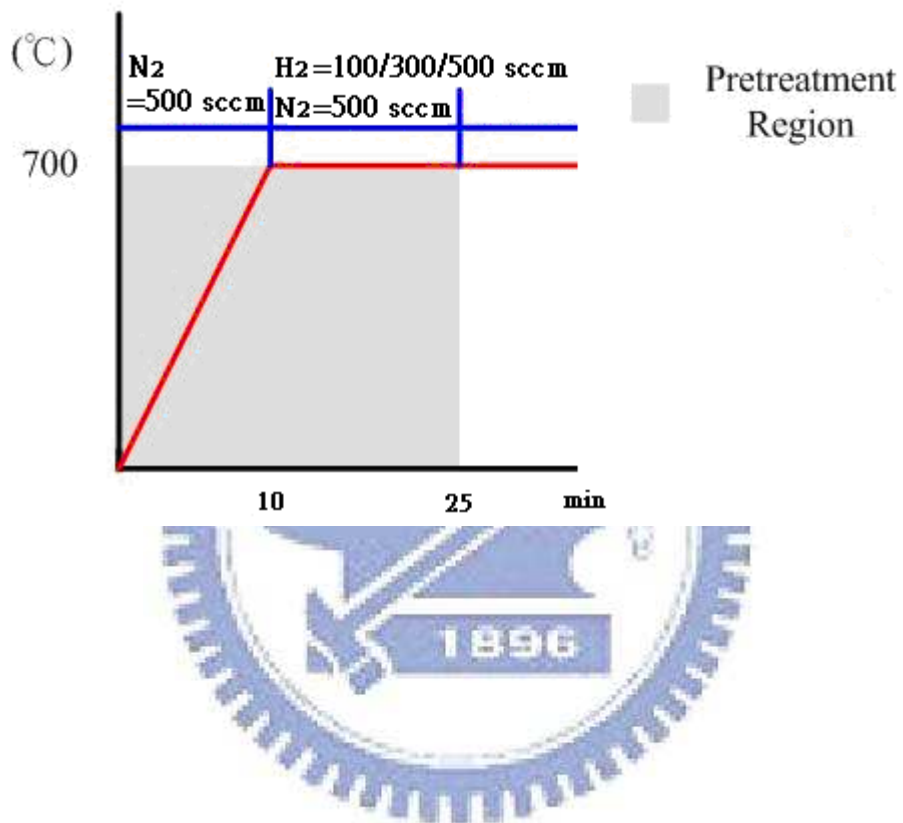 (℃)
N2
=500 sccm
H2=100/300/500 sccm
N2=500 sccm
Pretreatment
Region
700
10
25
min
1896